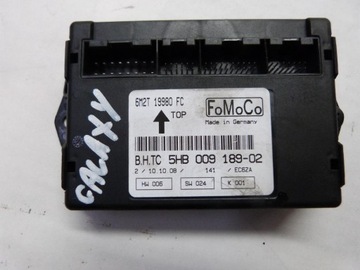 6M2T 19980 FC
FoMoCo
Made in Germany
TOP
B.H.TC 5HB 009 189-02
2 / 10.10.08 / 141 / EC62A
HW 006 SW 024 K 001
GALAXY